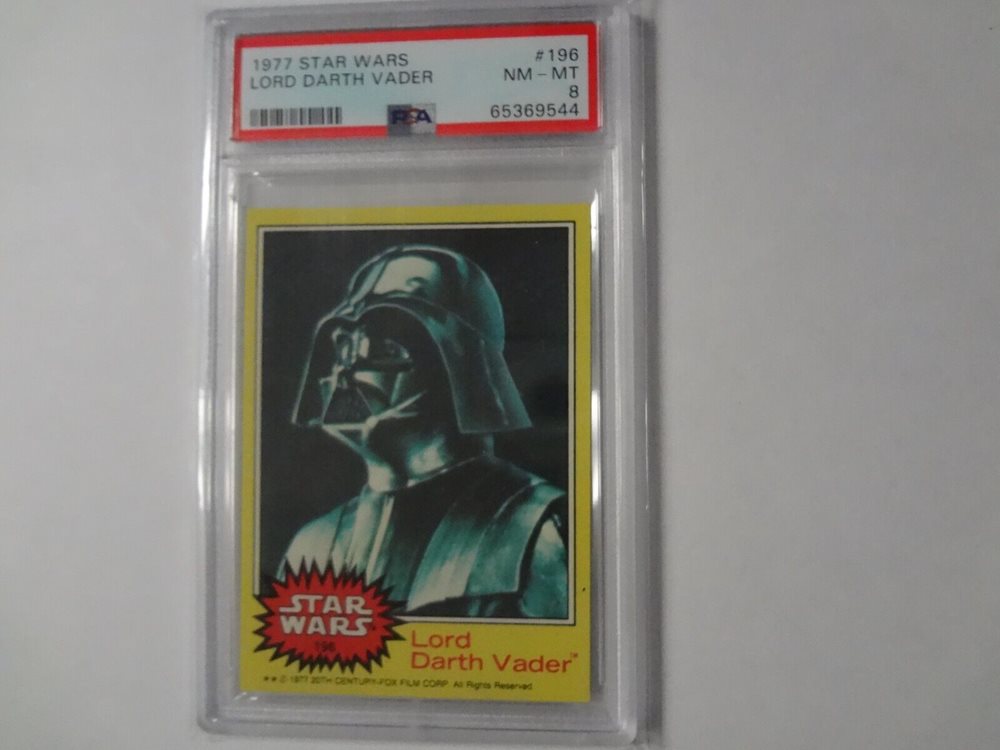 1977 STAR WARS #196
LORD DARTH VADER NM - MT
8
PSA 65369544
STAR
WARS
196
Lord
Darth Vader™
★★ © 1977 20TH CENTURY-FOX FILM CORP. All Rights Reserved